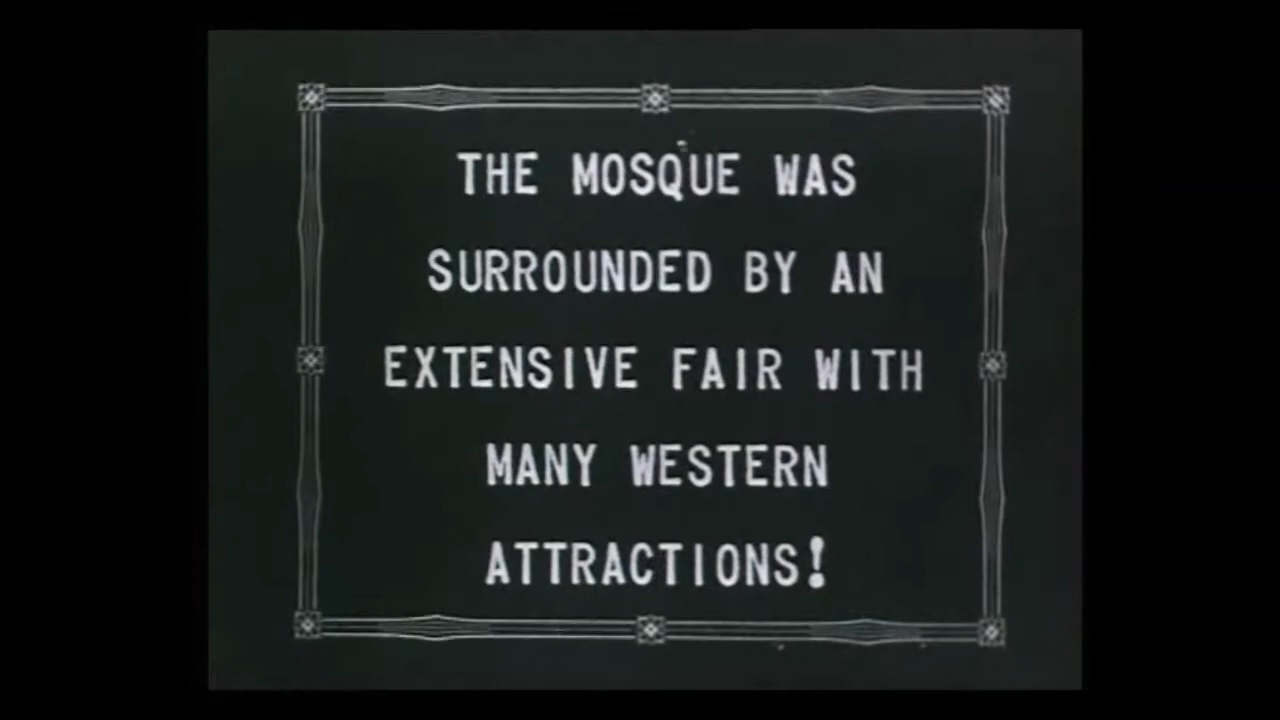 THE MOSQUE WAS
SURROUNDED BY AN
EXTENSIVE FAIR WITH
MANY WESTERN
ATTRACTIONS!